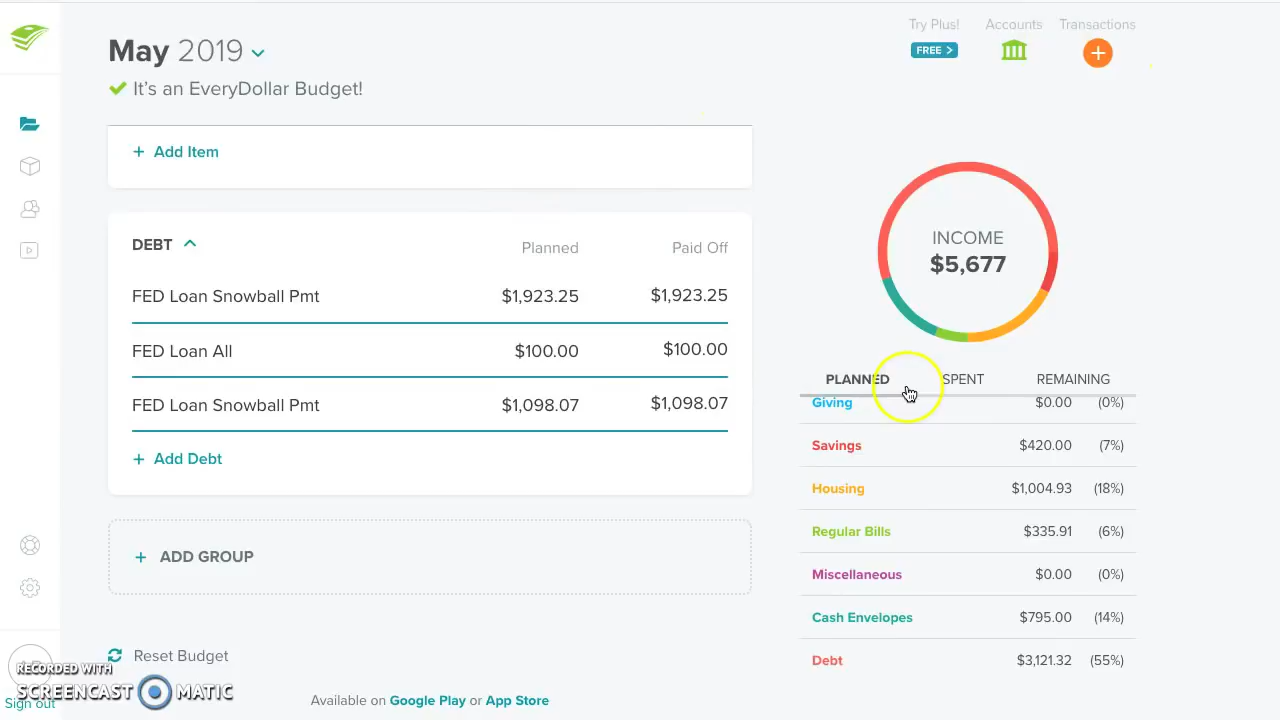 May 2019
It's an EveryDollar Budget!
Try Plus! Accounts Transactions
FREE >
+ Add Item
DEBT Planned Paid Off
FED Loan Snowball Pmt $1,923.25 $1,923.25
FED Loan All $100.00 $100.00
FED Loan Snowball Pmt $1,098.07 $1,098.07
+ Add Debt
+ ADD GROUP
Reset Budget
Available on Google Play or App Store
INCOME
$5,677
PLANNED SPENT REMAINING
Giving $0.00 (0%)
Savings $420.00 (7%)
Housing $1,004.93 (18%)
Regular Bills $335.91 (6%)
Miscellaneous $0.00 (0%)
Cash Envelopes $795.00 (14%)
Debt $3,121.32 (55%)
RECORDED WITH
SCREENCAST MATIC
Sign out